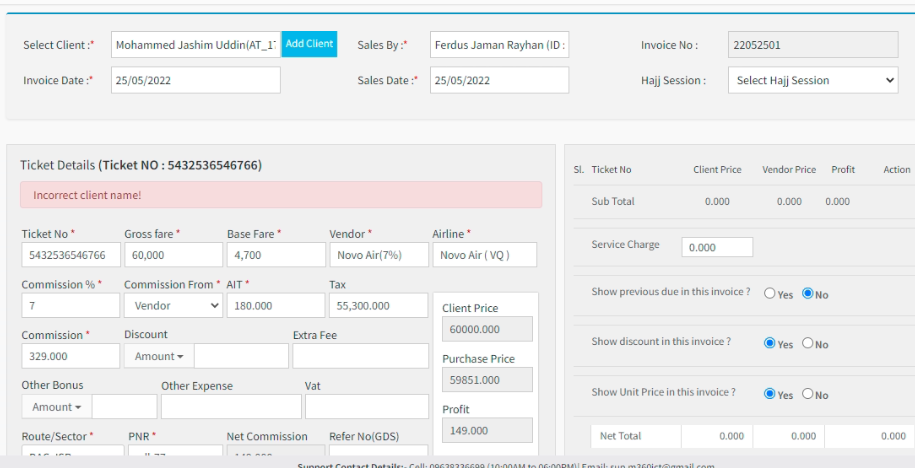 Select Client :* Mohammed Jashim Uddin(AT_1 Add Client Sales By :* Ferdus Jaman Rayhan (ID : Invoice No : 22052501
Invoice Date :* 25/05/2022 Sales Date :* 25/05/2022 Hajj Session : Select Hajj Session
Ticket Details (Ticket NO : 5432536546766)
Incorrect client name!
Ticket No * Gross fare * Base Fare * Vendor * Airline *
5432536546766 60,000 4,700 Novo Air(7%) Novo Air ( VQ )
Commission % * Commission From * AIT * Tax
7 Vendor 180.000 55,300.000
Commission * Discount Extra Fee
329.000 Amount
Other Bonus Other Expense Vat
Amount
Route/Sector * PNR * Net Commission Refer No(GDS)
Client Price
60000.000
Purchase Price
59851.000
Profit
149.000
Sl. Ticket No Client Price Vendor Price Profit Action
Sub Total 0.000 0.000 0.000
Service Charge 0.000
Show previous due in this invoice ? Yes No
Show discount in this invoice ? Yes No
Show Unit Price in this invoice ? Yes No
Net Total 0.000 0.000 0.000
Support Contact Details:- Cell: 09638336699 (10:00AM to 06:00PM)| Email: sup.m360ict@gmail.com